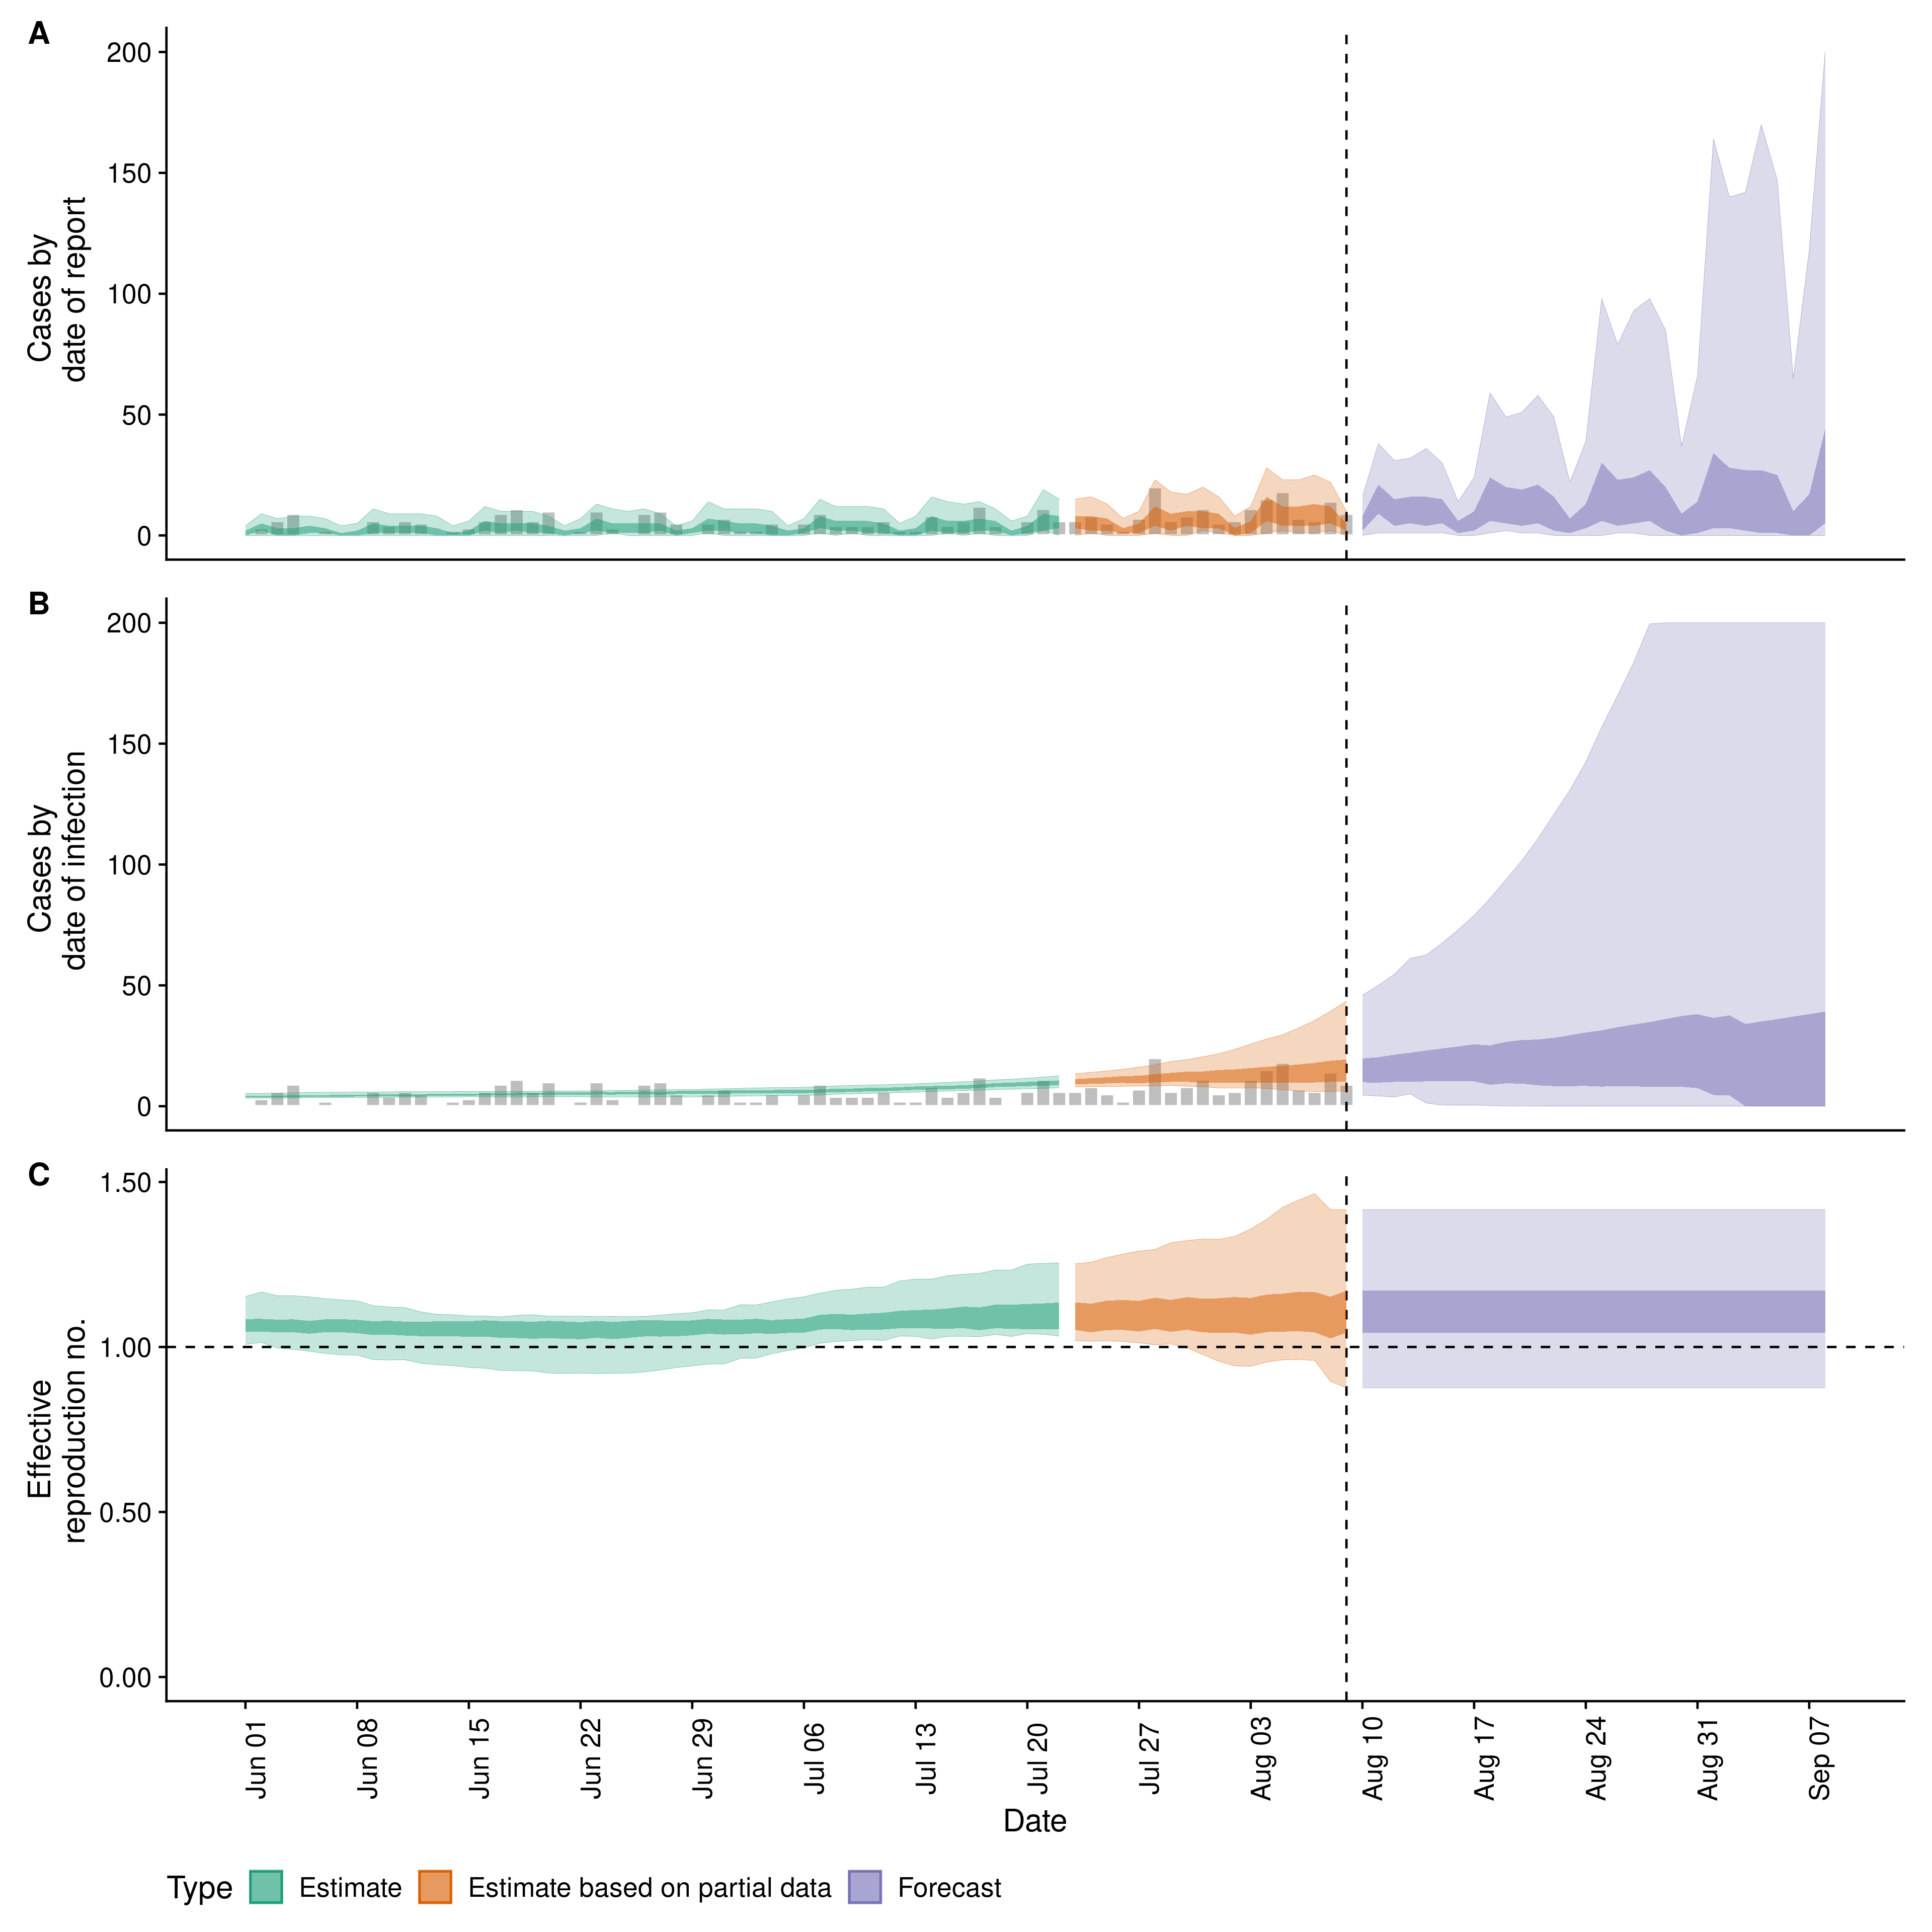 A
200
150
100
50
0
Cases by
date of report
B
200
150
100
50
0
Cases by
date of infection
C
1.50
1.00
0.50
0.00
Effective
reproduction no.
Jun 01
Jun 08
Jun 15
Jun 22
Jun 29
Jul 06
Jul 13
Jul 20
Jul 27
Aug 03
Aug 10
Aug 17
Aug 24
Aug 31
Sep 07
Date
Type Estimate Estimate based on partial data Forecast